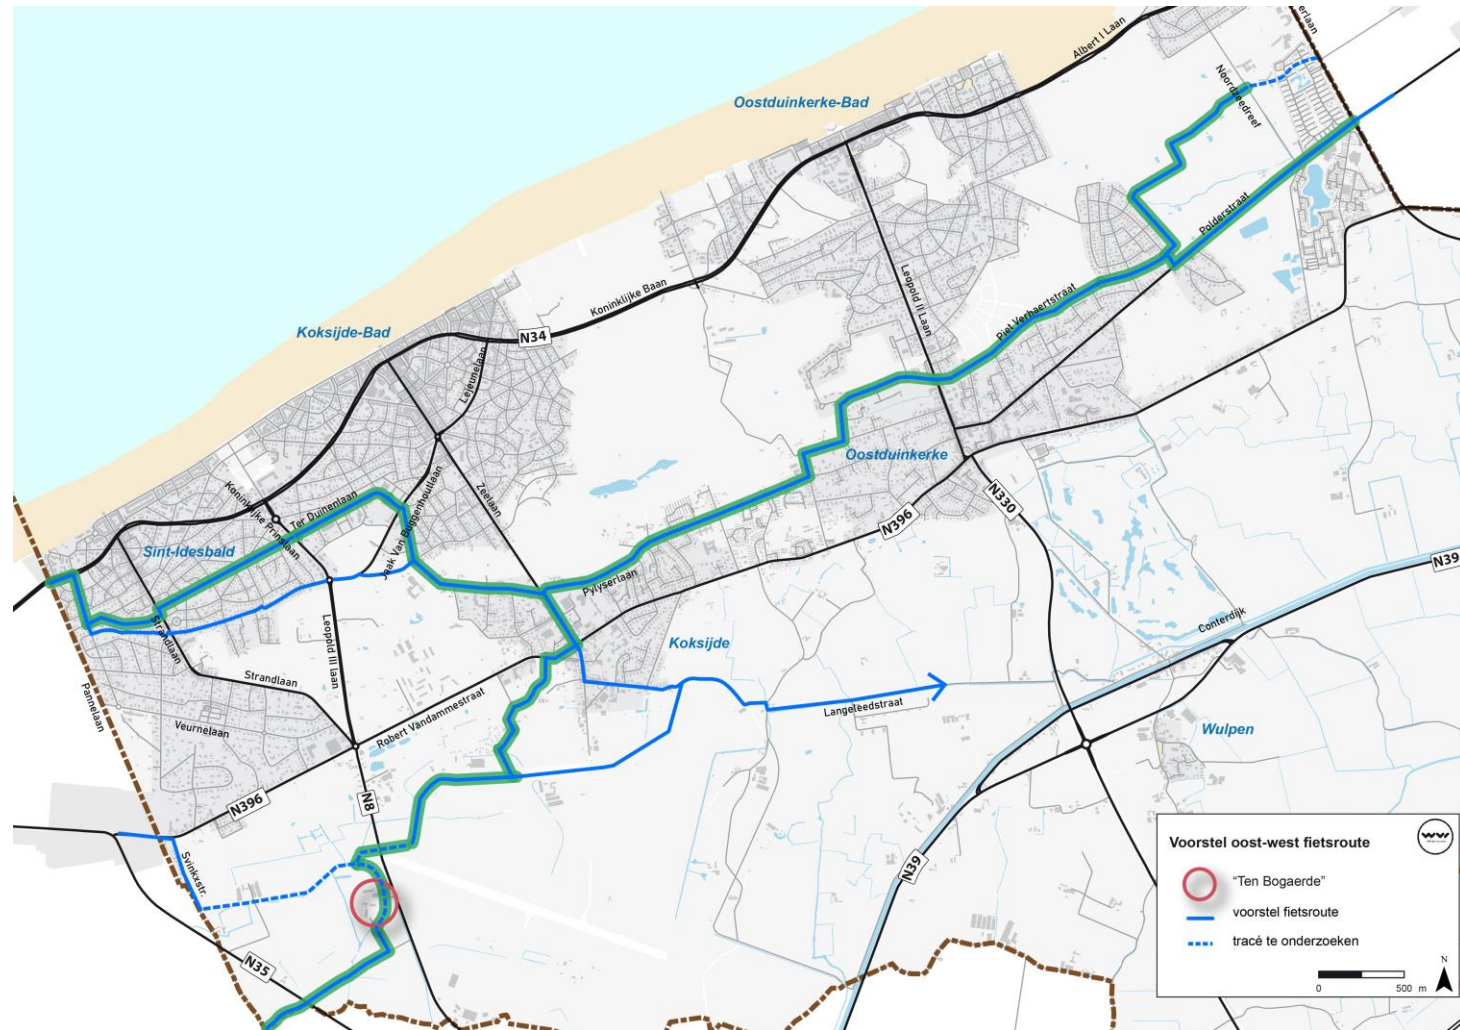 Albert I Laan
Noordzeedreef
Oostduinkerke-Bad
Polderstraat
Leopold II Laan
Koninklijke Baan
Koksijde-Bad
N34
Lejeunelaan
Piet Verhaertstraat
Oostduinkerke
Zeelaan
Koninklijke Prinslaan
Ter Duinenlaan
Jaak Van Buggenhoutlaan
N330
N396
Sint-Idesbald
Pylyserlaan
N39
Conterdijk
Strandlaan
Leopold III laan
Koksijde
Strandlaan
Pannelaan
Veurnelaan
Robert Vandammestraat
Langeleedstraat
Wulpen
N396
N8
Svinkxstr.
N39
N35
Voorstel oost-west fietsroute
"Ten Bogaerde"
voorstel fietsroute
tracé te onderzoeken
N
0 500 m